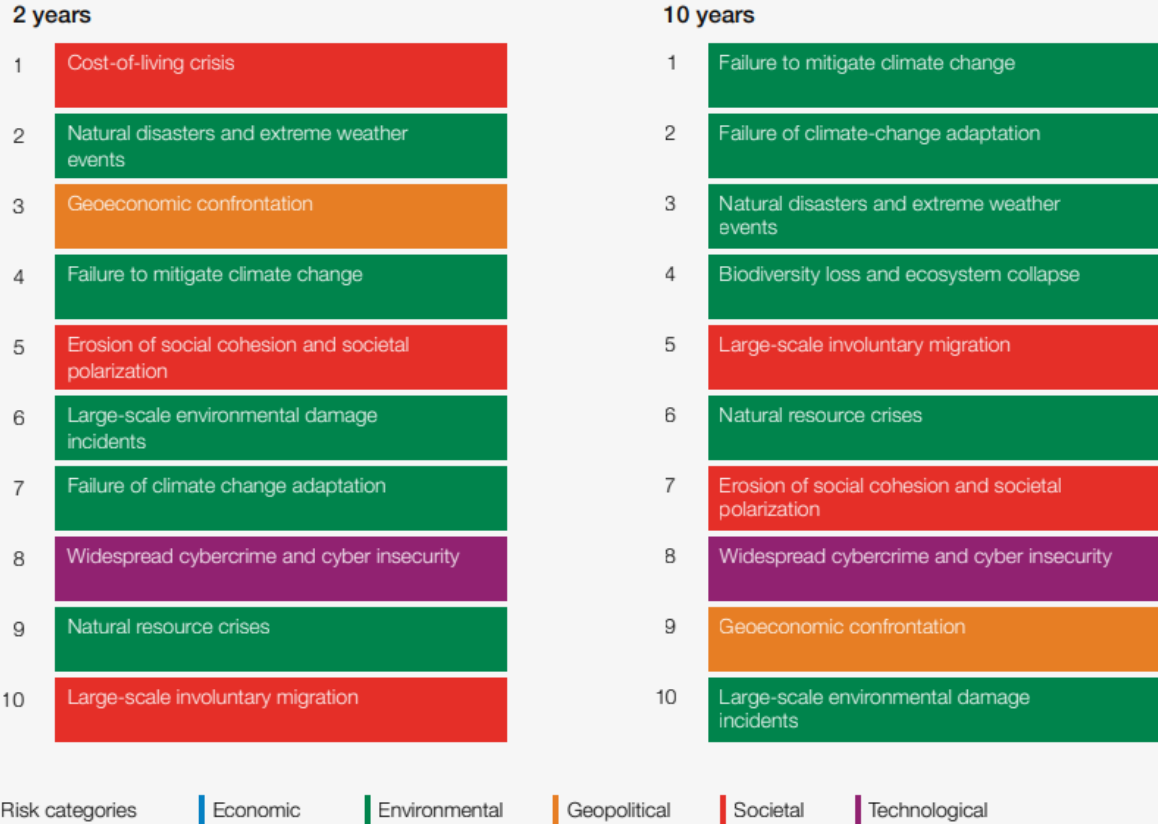 2 years
1 Cost-of-living crisis
2 Natural disasters and extreme weather
events
3 Geoeconomic confrontation
4 Failure to mitigate climate change
5 Erosion of social cohesion and societal
polarization
6 Large-scale environmental damage
incidents
7 Failure of climate change adaptation
8 Widespread cybercrime and cyber insecurity
9 Natural resource crises
10 Large-scale involuntary migration
10 years
1 Failure to mitigate climate change
2 Failure of climate-change adaptation
3 Natural disasters and extreme weather
events
4 Biodiversity loss and ecosystem collapse
5 Large-scale involuntary migration
6 Natural resource crises
7 Erosion of social cohesion and societal
polarization
8 Widespread cybercrime and cyber insecurity
9 Geoeconomic confrontation
10 Large-scale environmental damage
incidents
Risk categories Economic Environmental Geopolitical Societal Technological